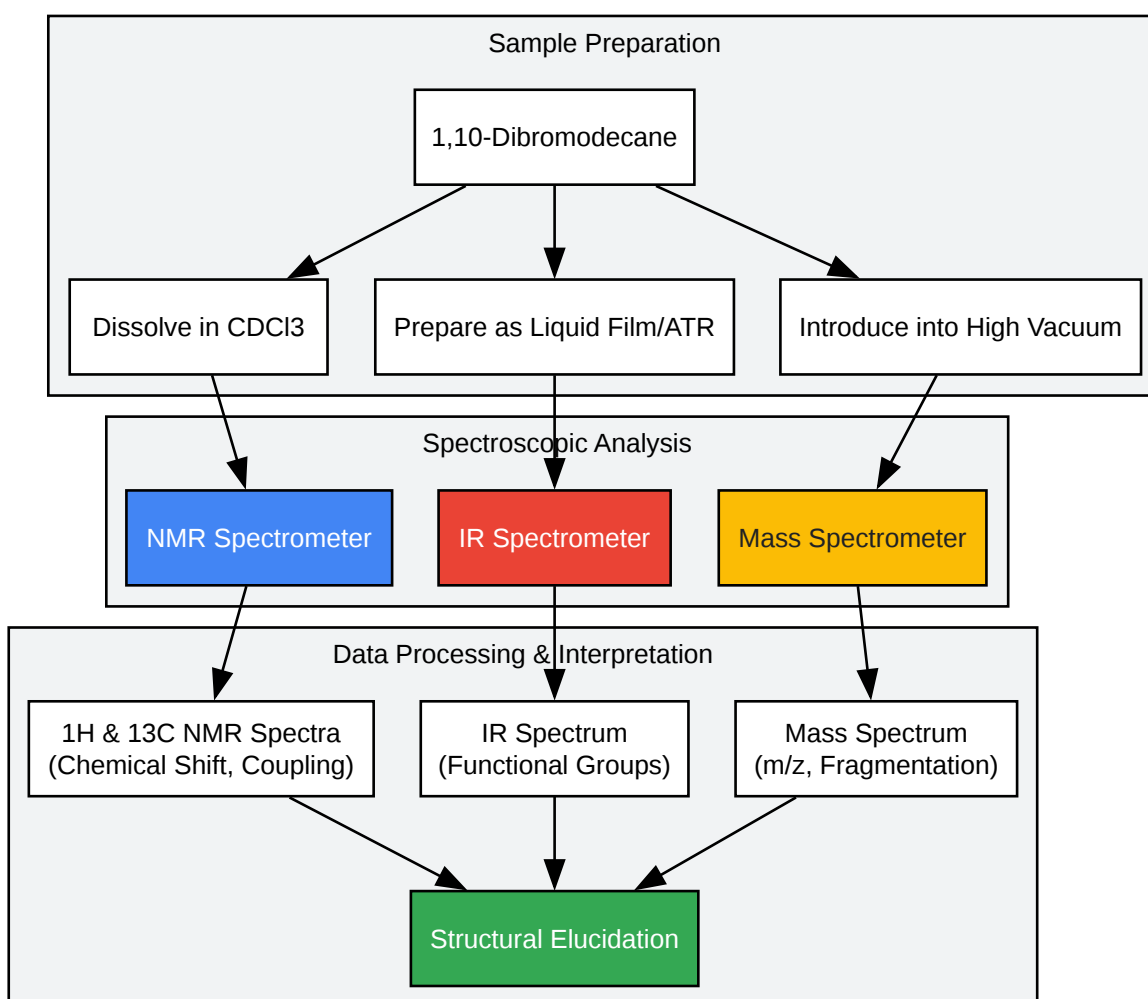 Sample Preparation
1,10-Dibromodecane
Dissolve in CDCl3
Prepare as Liquid Film/ATR
Introduce into High Vacuum
Spectroscopic Analysis
NMR Spectrometer
IR Spectrometer
Mass Spectrometer
Data Processing & Interpretation
1H & 13C NMR Spectra
(Chemical Shift, Coupling)
IR Spectrum
(Functional Groups)
Mass Spectrum
(m/z, Fragmentation)
Structural Elucidation